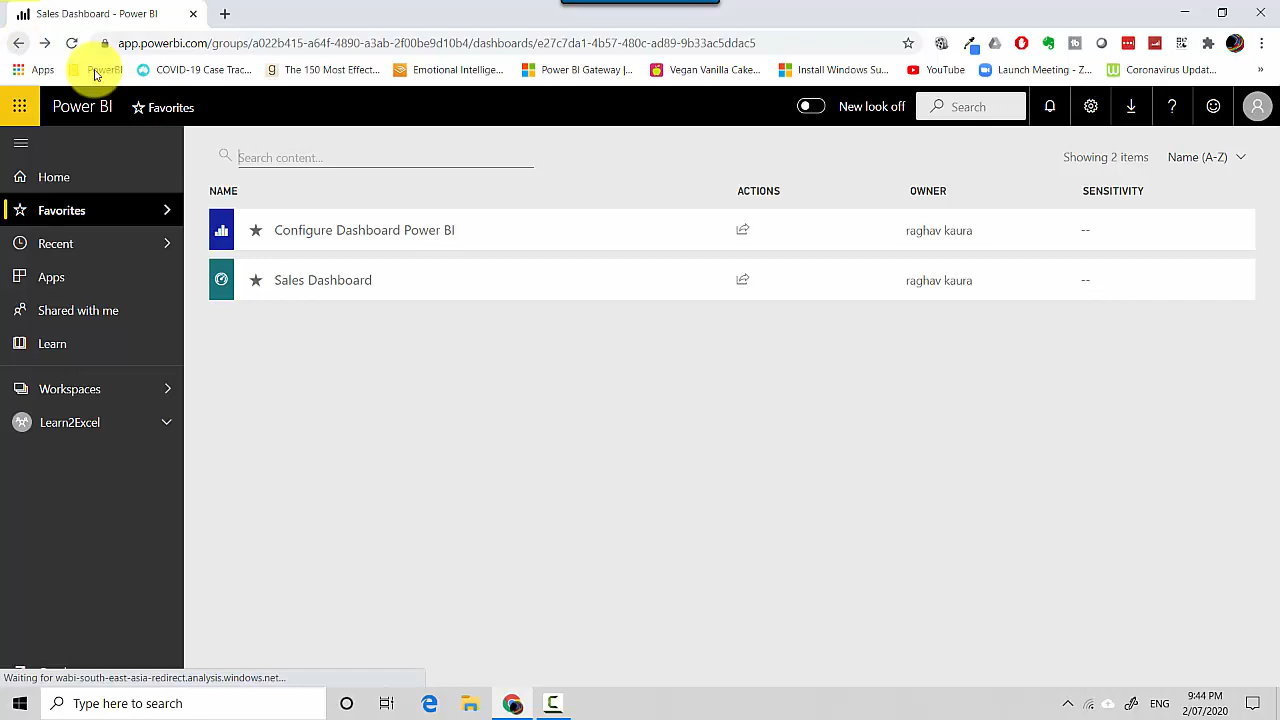 Sales Dashboard - Power BI
app.powerbi.com/groups/a022b415-a64f-4990-a3ab-2f00be9d10b4/dashboards/e27c7da1-4b57-480c-ad89-9b33ac5ddac5
Apps PowerBI COVID-19 Case Trac... The 150 Most Effect... Emotional Intellige... Power BI Gateway |... Vegan Vanilla Cake... Install Windows Su... YouTube Launch Meeting - Z... Coronavirus Updat...
Power BI Favorites New look off Search
Search content... Showing 2 items Name (A-Z)
Home
NAME ACTIONS OWNER SENSITIVITY
Favorites
Configure Dashboard Power BI raghav kaura --
Recent
Apps
Sales Dashboard raghav kaura --
Shared with me
Learn
Workspaces
Learn2Excel
Waiting for wabi-south-east-asia-redirect.analysis.windows.net...
Type here to search ENG 9:44 PM
2/07/2020